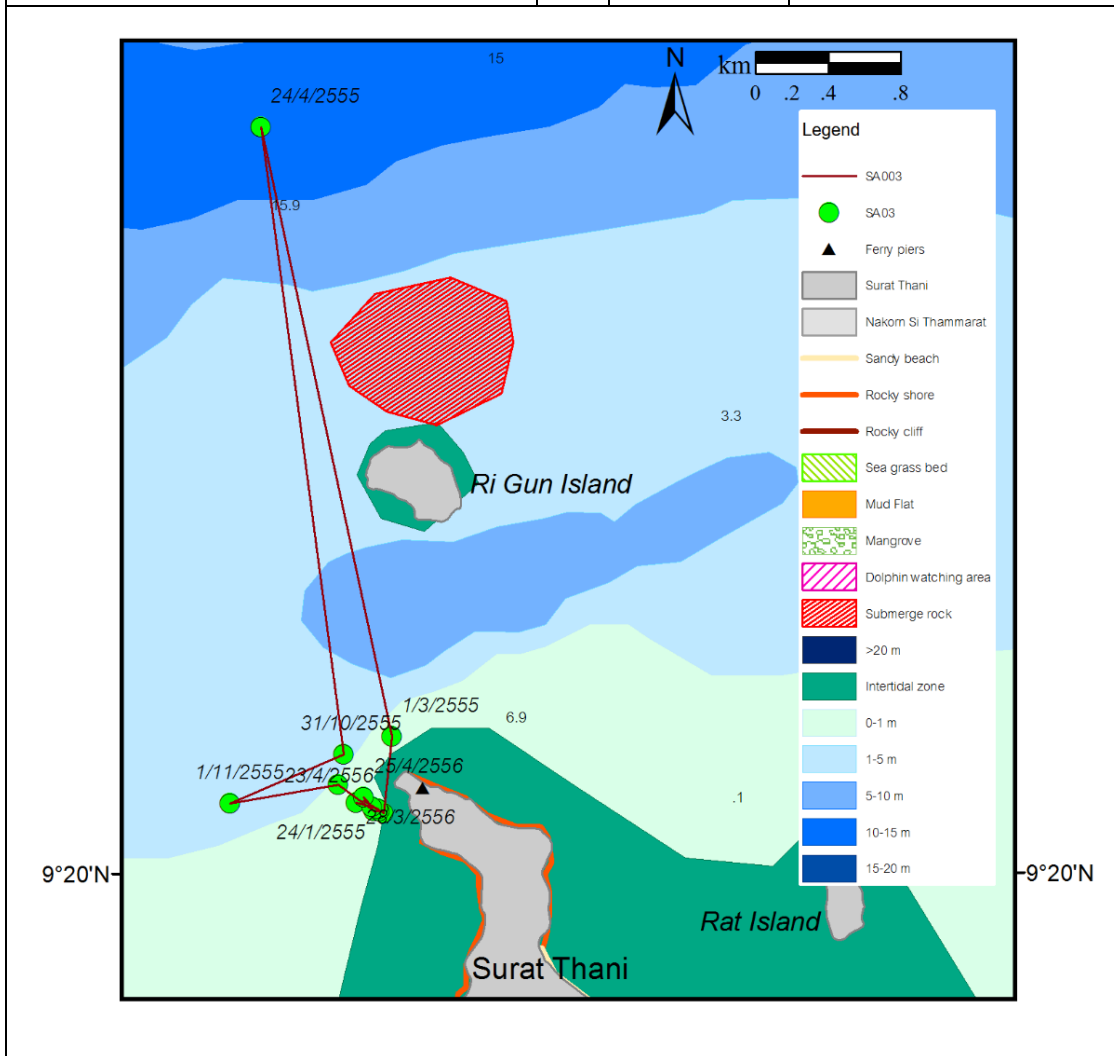 15
N
km
0 .2 .4 .8
24/4/2555
15.9
Legend
SA003
SA03
Ferry piers
Surat Thani
Nakorn Si Thammarat
Sandy beach
Rocky shore
Rocky cliff
Sea grass bed
Mud Flat
Mangrove
Dolphin watching area
Submerge rock
>20 m
Intertidal zone
0-1 m
1-5 m
5-10 m
10-15 m
15-20 m
3.3
Ri Gun Island
1/3/2555
31/10/2555
6.9
1/11/2555
23/4/2556
25/4/2556
24/1/2555
28/3/2556
.1
9°20'N
9°20'N
Rat Island
Surat Thani